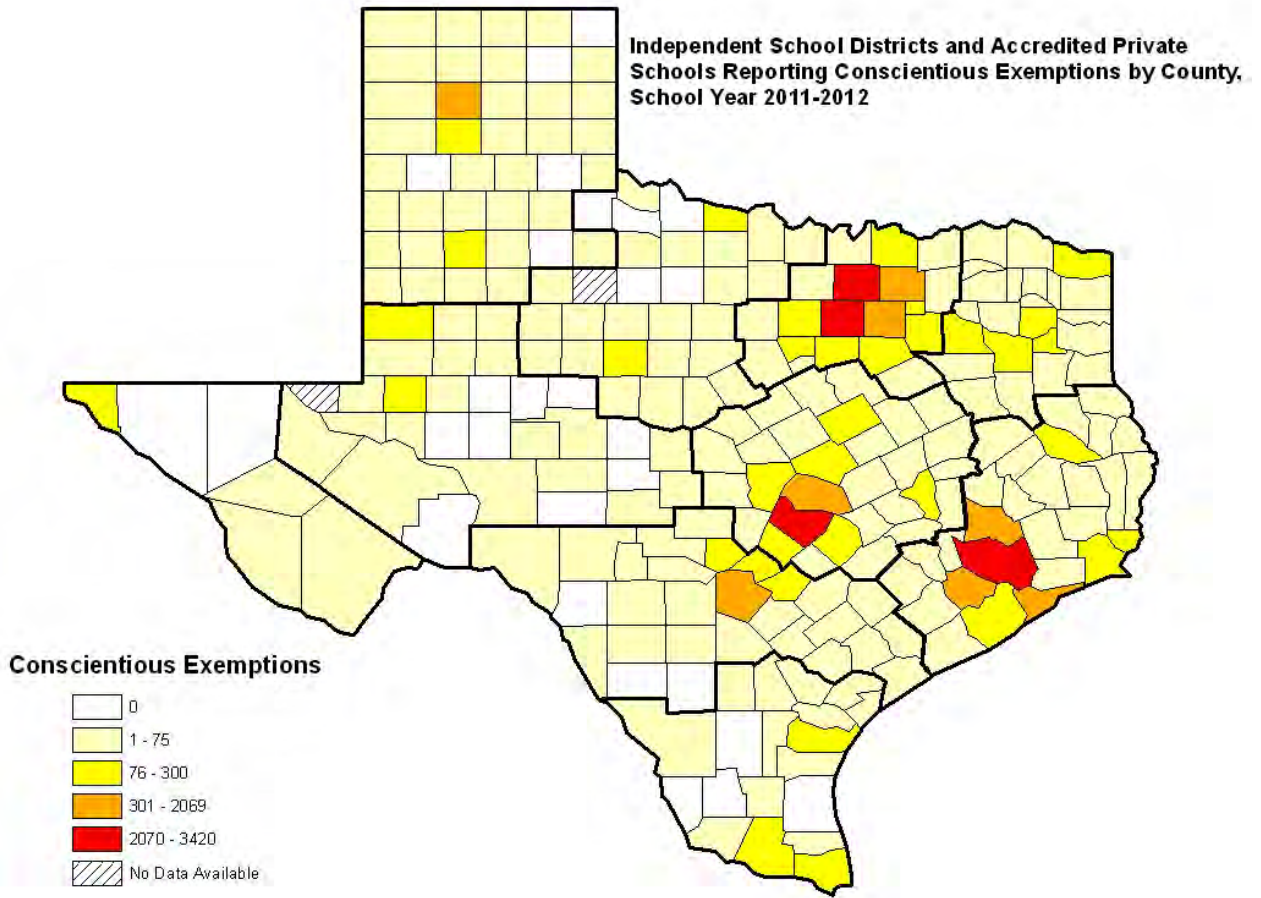 Independent School Districts and Accredited Private
Schools Reporting Conscientious Exemptions by County,
School Year 2011-2012
Conscientious Exemptions
0
1 - 75
76 - 300
301 - 2069
2070 - 3420
No Data Available